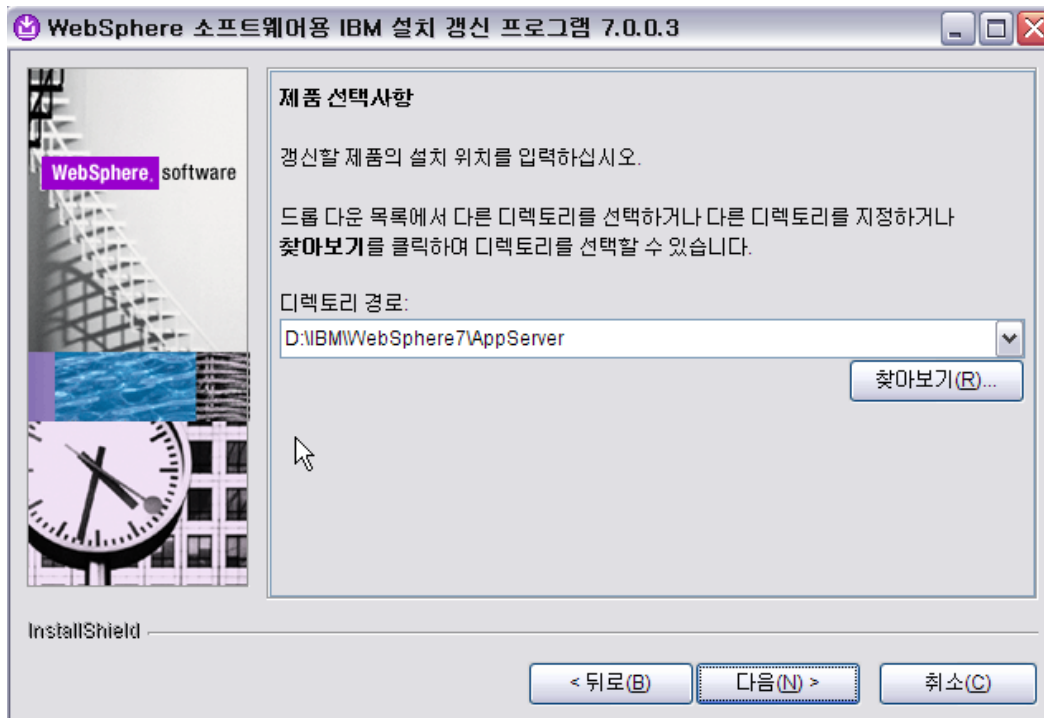 WebSphere 소프트웨어용 IBM 설치 갱신 프로그램 7.0.0.3
WebSphere. software
제품 선택사항
갱신할 제품의 설치 위치를 입력하십시오.
드롭 다운 목록에서 다른 디렉토리를 선택하거나 다른 디렉토리를 지정하거나
찾아보기를 클릭하여 디렉토리를 선택할 수 있습니다.
디렉토리 경로:
D:\IBM\WebSphere7\AppServer
찾아보기(R)...
InstallShield
< 뒤로(B)
다음(N) >
취소(C)